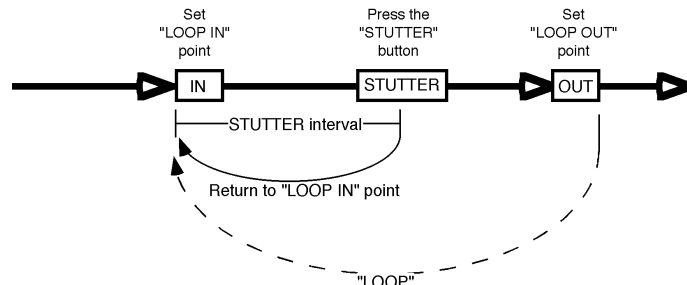 Set
"LOOP IN"
point
Press the
"STUTTER"
button
Set
"LOOP OUT"
point
IN
STUTTER
OUT
STUTTER interval
Return to "LOOP IN" point
"LOOP"